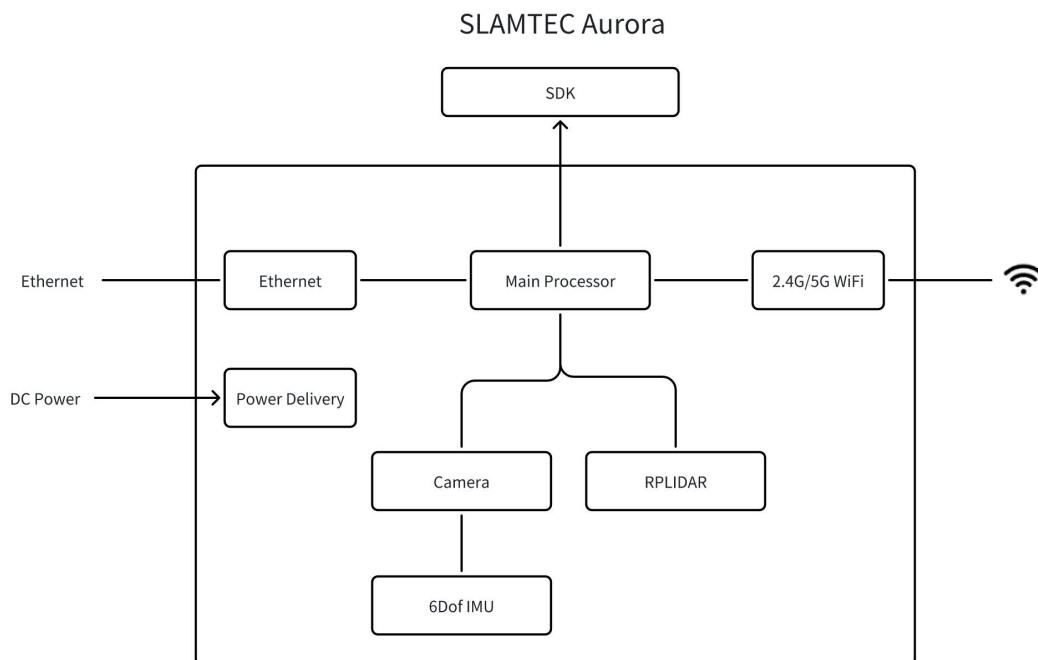 SLAMTEC Aurora
SDK
Ethernet
Ethernet
Main Processor
2.4G/5G WiFi
DC Power
Power Delivery
Camera
RPLIDAR
6Dof IMU